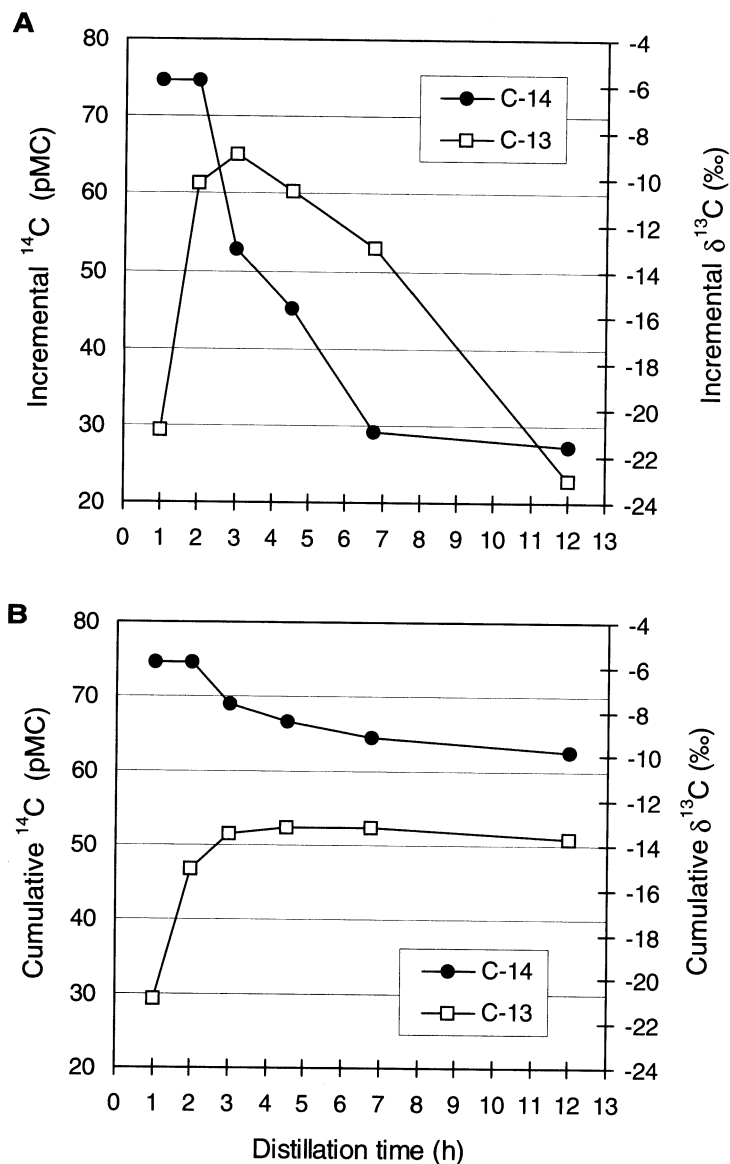 A
80
70
60
50
40
30
20
Incremental ¹⁴C (pMC)
-4
-6
-8
-10
-12
-14
-16
-18
-20
-22
-24
Incremental δ¹³C (‰)
C-14
C-13
0 1 2 3 4 5 6 7 8 9 10 11 12 13
B
80
70
60
50
40
30
20
Cumulative ¹⁴C (pMC)
-4
-6
-8
-10
-12
-14
-16
-18
-20
-22
-24
Cumulative δ¹³C (‰)
C-14
C-13
0 1 2 3 4 5 6 7 8 9 10 11 12 13
Distillation time (h)